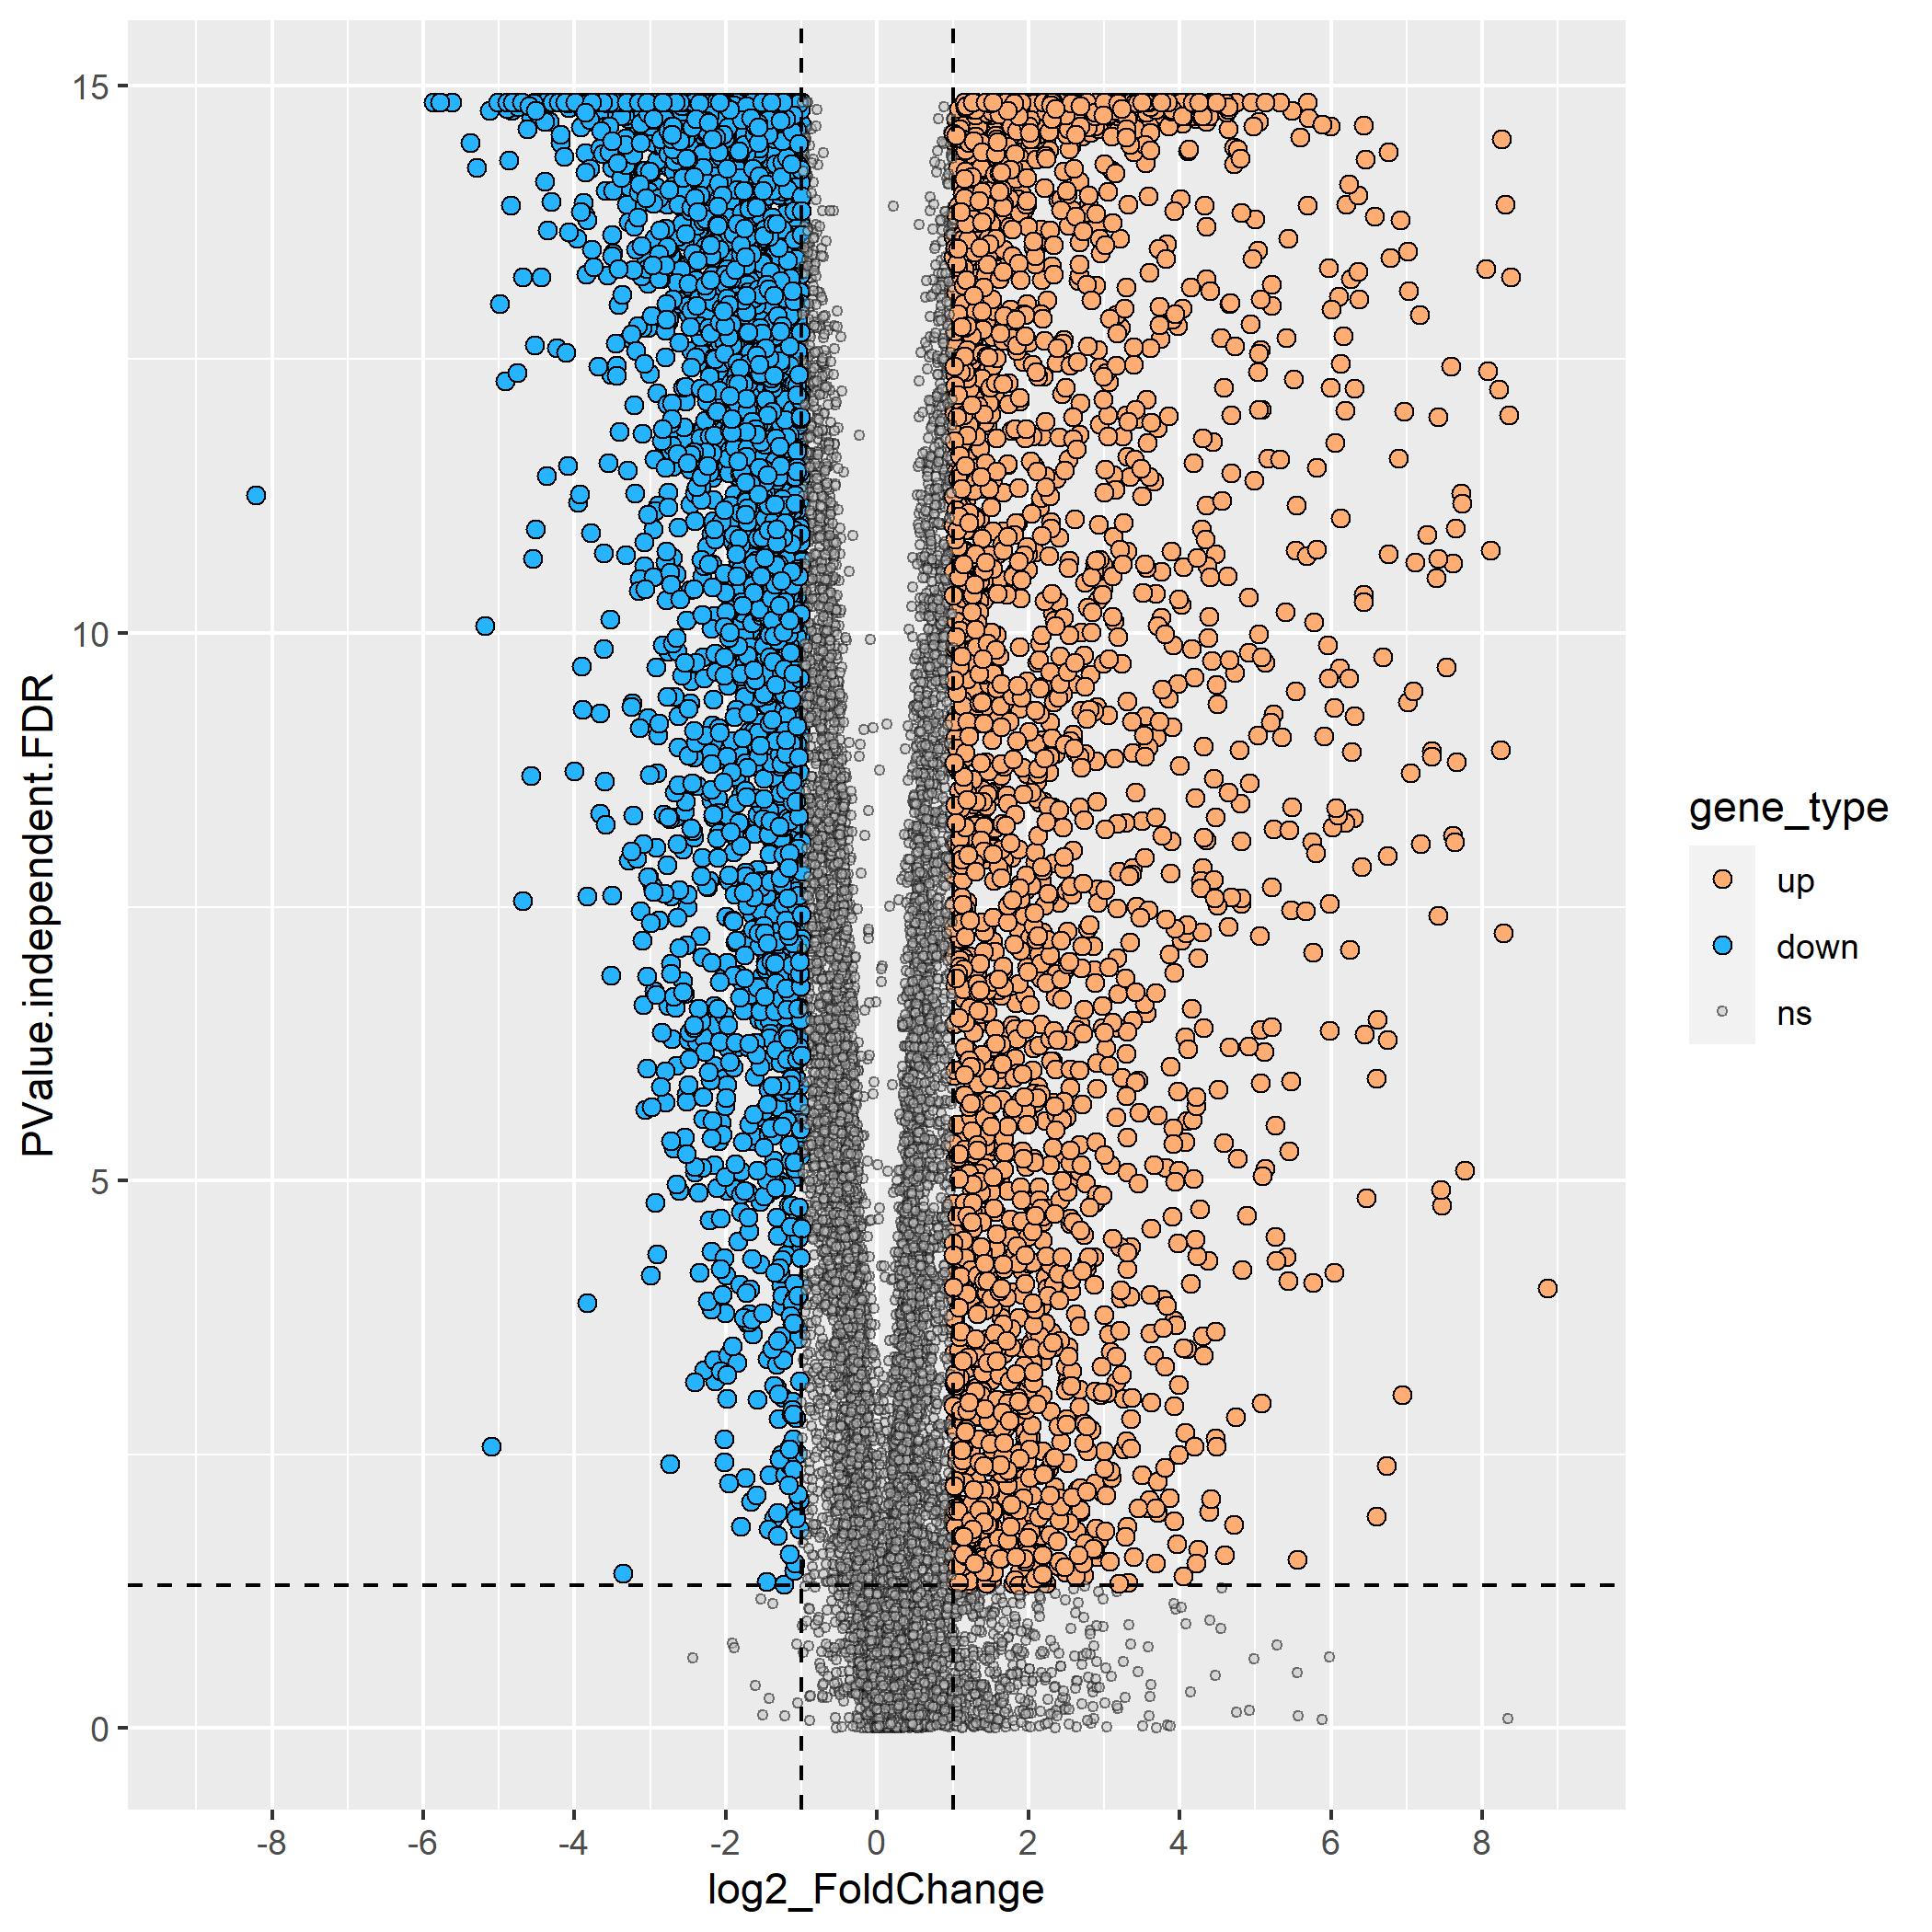 15
10
5
0
PValue.independent.FDR
-8 -6 -4 -2 0 2 4 6 8
log2_FoldChange
gene_type
up
down
ns